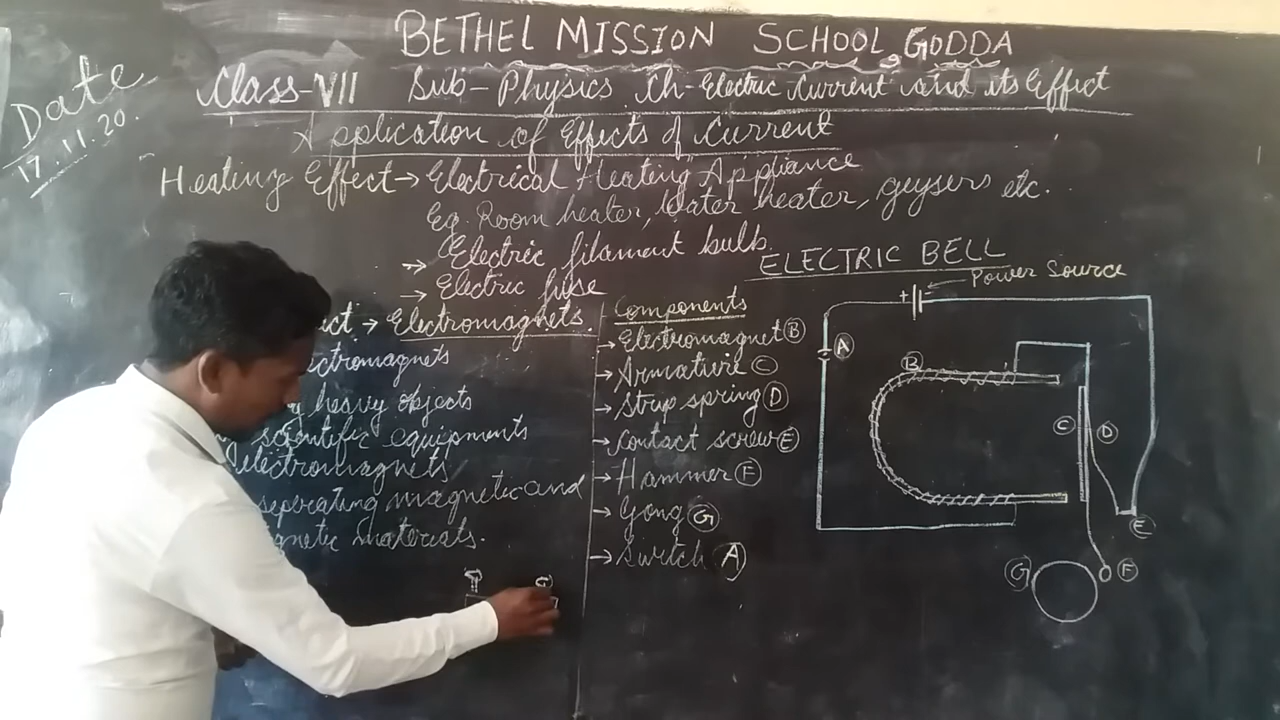 BETHEL MISSION SCHOOL, GODDA
Date
17.11.20.
Class-VII Sub-Physics Ch-Electric Current and its Effect
Application of Effects of Current
Heating Effect→Electrical Heating Appliance
Eg. Room heater, Water heater, geysers etc.
→ Electric filament bulb.
→ Electric fuse
→ Electromagnets.
heavy objects
scientific equipments
electromagnets
seperating magnetic and
materials.
Components
→Electromagnet B
→Armature C
→Strap spring D
→Contact screw E
→Hammer F
→Gong G
→Switch A
ELECTRIC BELL
Power Source
+ -
A
B
C
D
E
G
F